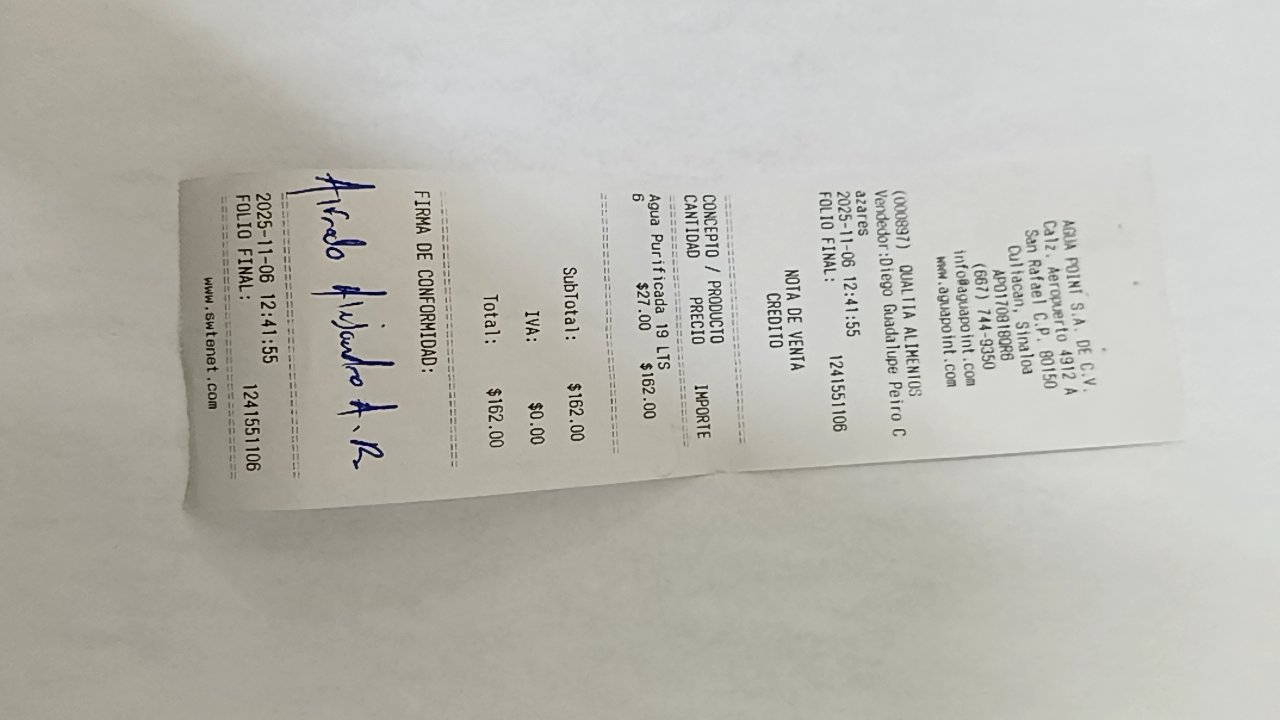 AGUA POINT S.A. DE C.V.
Calz. Aeropuerto 4912 A
San Rafael C.P. 80150
Culiacan, Sinaloa
APO170818QR6
(667) 744-9350
info@aguapoint.com
www.aguapoint.com
(000897) QUALTIA ALIMENTOS
Vendedor:Diego Guadalupe Peiro C
azares
2025-11-06 12:41:55
FOLIO FINAL: 1241551106
NOTA DE VENTA
CREDITO
CONCEPTO / PRODUCTO
CANTIDAD PRECIO IMPORTE
Agua Purificada 19 LTS
6 $27.00 $162.00
SubTotal: $162.00
IVA: $0.00
Total: $162.00
FIRMA DE CONFORMIDAD:
Alfredo Alejandro A.R
2025-11-06 12:41:55
FOLIO FINAL: 1241551106
www.swtenet.com